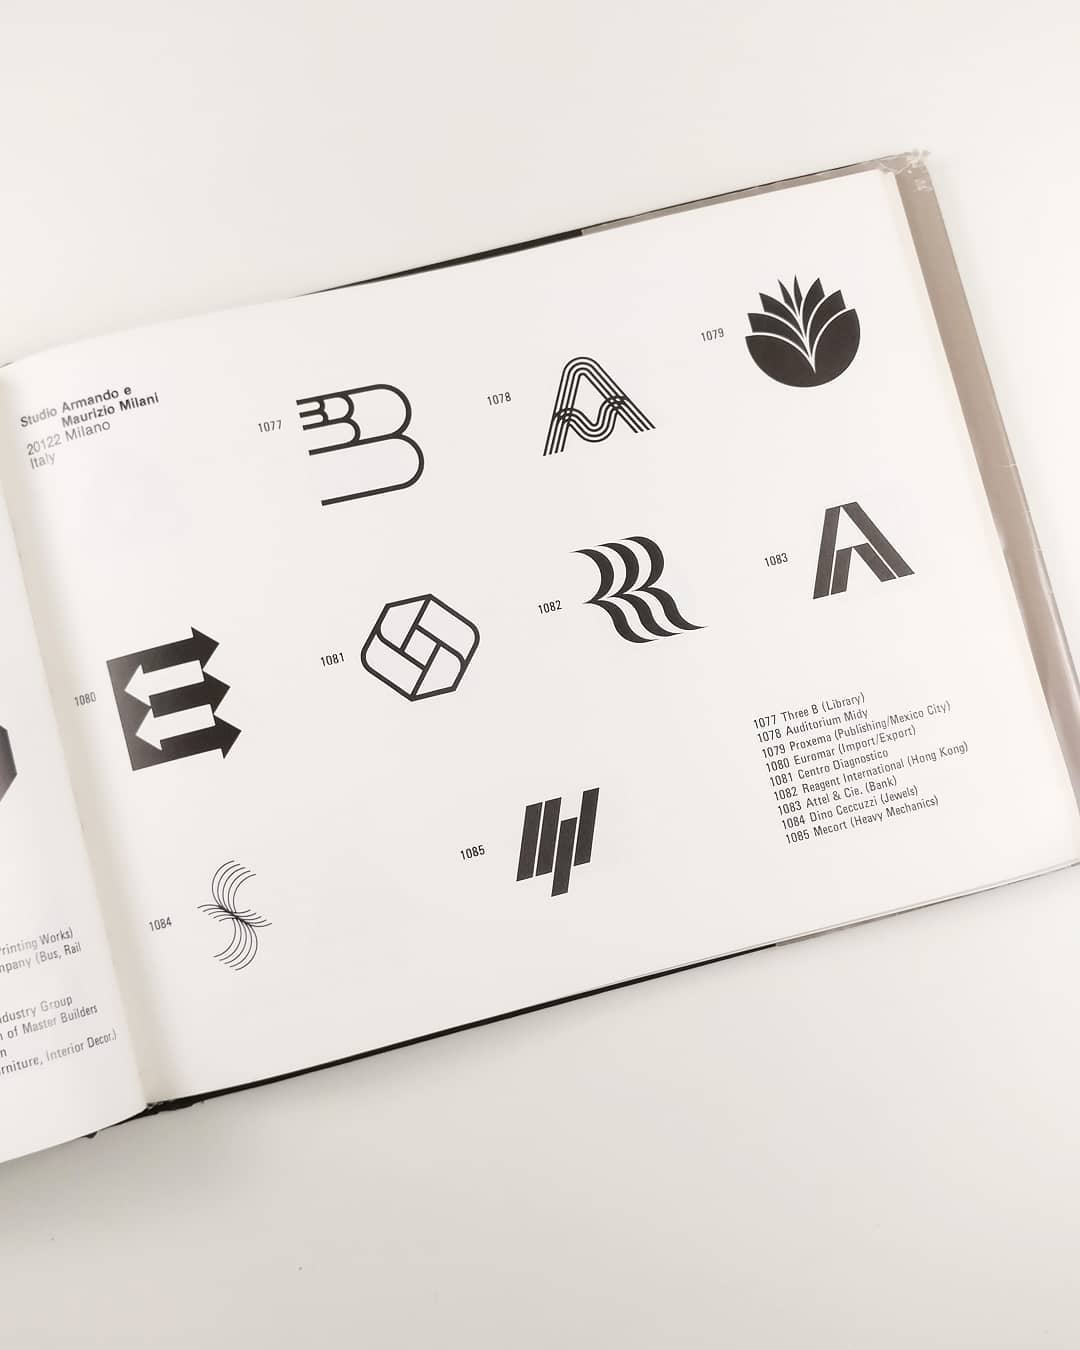 Studio Armando e
Maurizio Milani
20122 Milano
Italy
1077
1078
1079
1080
1081
1082
1083
1084
1085
1077 Three B (Library)
1078 Auditorium Midy
1079 Proxema (Publishing/Mexico City)
1080 Euromar (Import/Export)
1081 Centro Diagnostico
1082 Reagent International (Hong Kong)
1083 Attel & Cie. (Bank)
1084 Dino Ceccuzzi (Jewels)
1085 Mecort (Heavy Mechanics)
Printing Works)
mpany (Bus, Rail
ndustry Group
n of Master Builders
n
rniture, Interior Decor.)